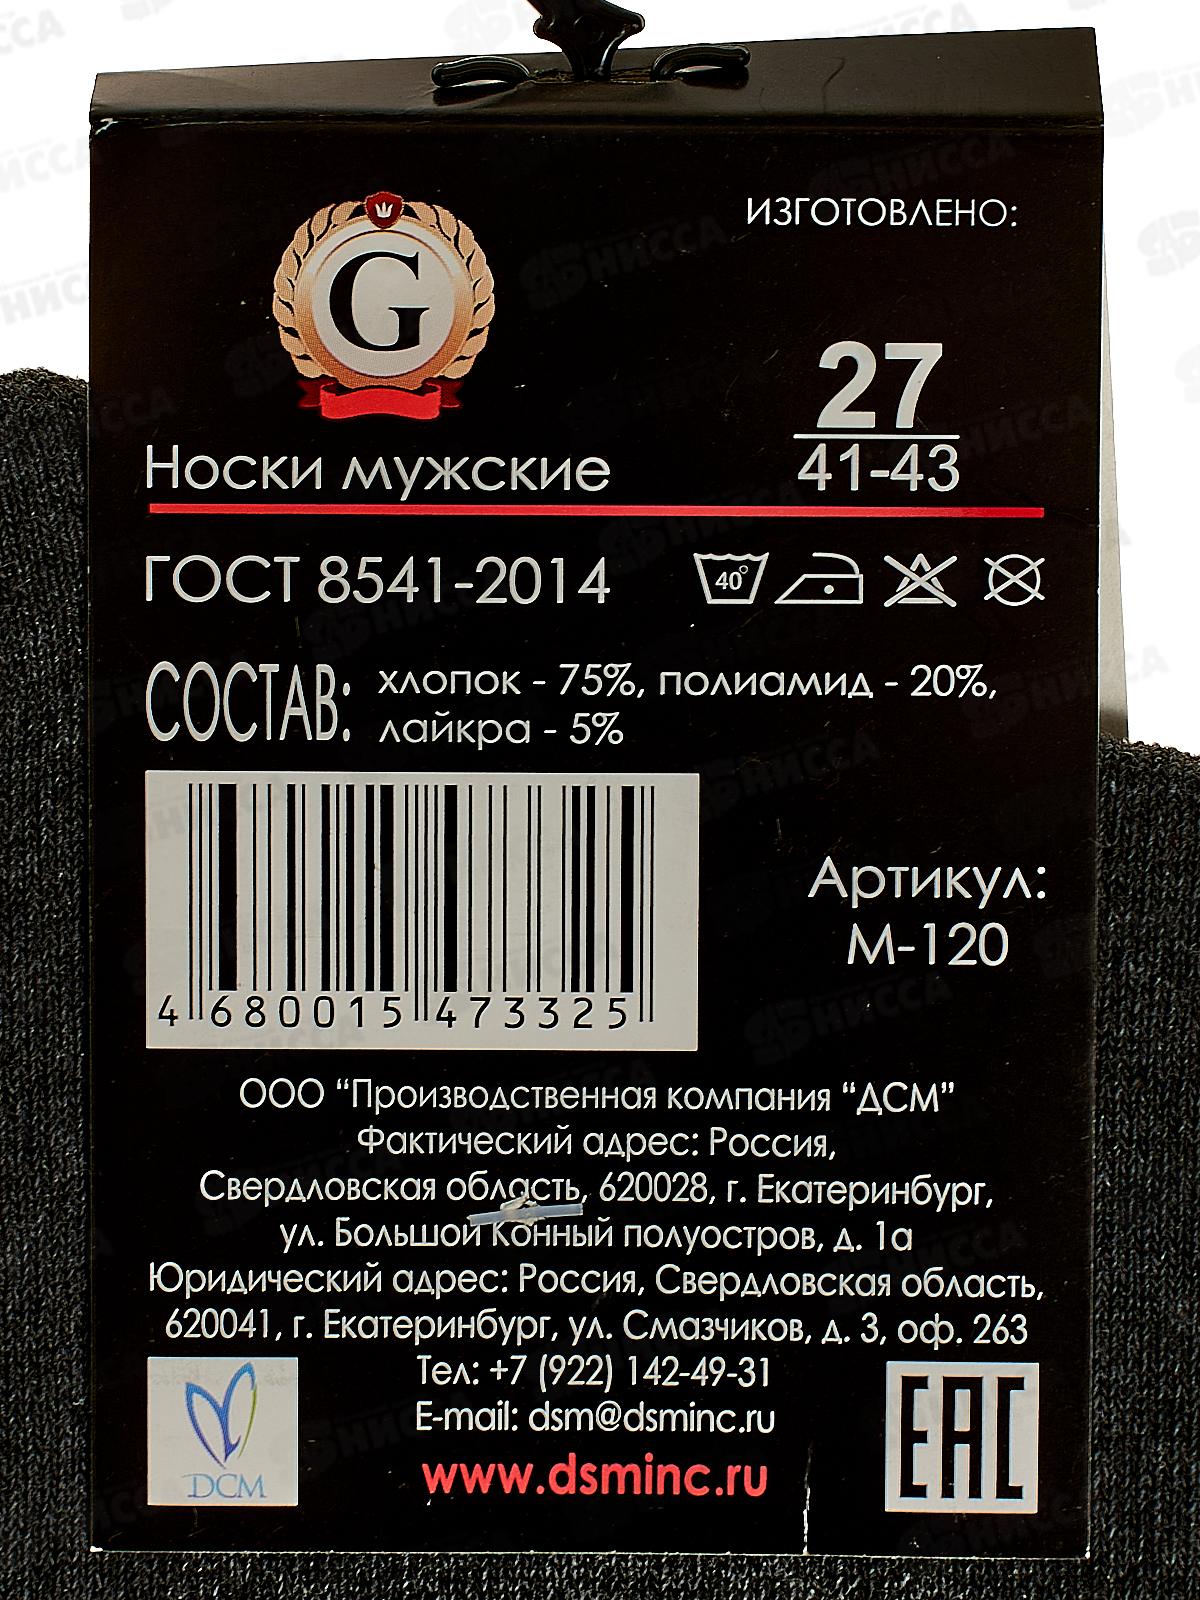 ИЗГОТОВЛЕНО:
G
27
41-43
Носки мужские
ГОСТ 8541-2014
40°
СОСТАВ: хлопок - 75%, полиамид - 20%,
лайкра - 5%
4 680015 473325
Артикул:
М-120
ООО “Производственная компания “ДСМ”
Фактический адрес: Россия,
Свердловская область, 620028, г. Екатеринбург,
ул. Большой Конный полуостров, д. 1а
Юридический адрес: Россия, Свердловская область,
620041, г. Екатеринбург, ул. Смазчиков, д. 3, оф. 263
Тел: +7 (922) 142-49-31
E-mail: dsm@dsminc.ru
www.dsminc.ru
DCM
EAC